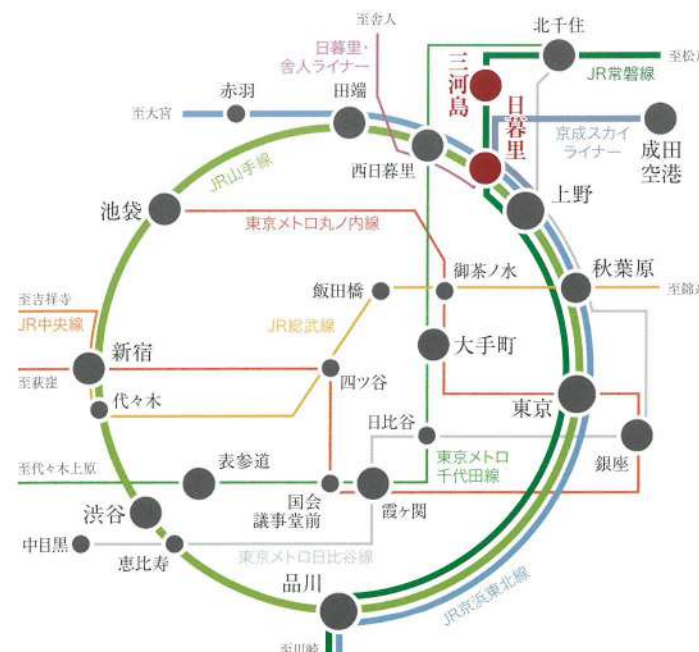 至舎人
北千住
日暮里・
舎人ライナー
三河島
JR常磐線
至大宮
赤羽
田端
日暮里
京成スカイ
ライナー
成田
空港
西日暮里
JR山手線
上野
池袋
東京メトロ丸ノ内線
御茶ノ水
秋葉原
飯田橋
至吉祥寺
JR中央線
JR総武線
大手町
新宿
至荻窪
四ツ谷
代々木
東京
日比谷
銀座
表参道
東京メトロ
千代田線
至代々木上原
国会
議事堂前
霞ヶ関
渋谷
中目黒
恵比寿
東京メトロ日比谷線
品川
JR京浜東北線
至川崎